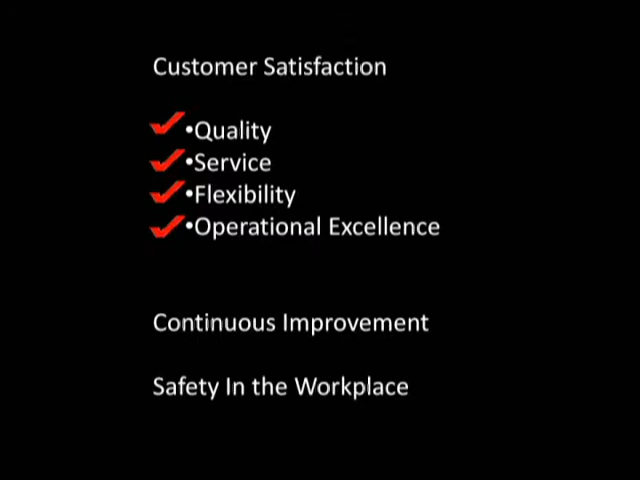 Customer Satisfaction
•Quality
•Service
•Flexibility
•Operational Excellence
Continuous Improvement
Safety In the Workplace